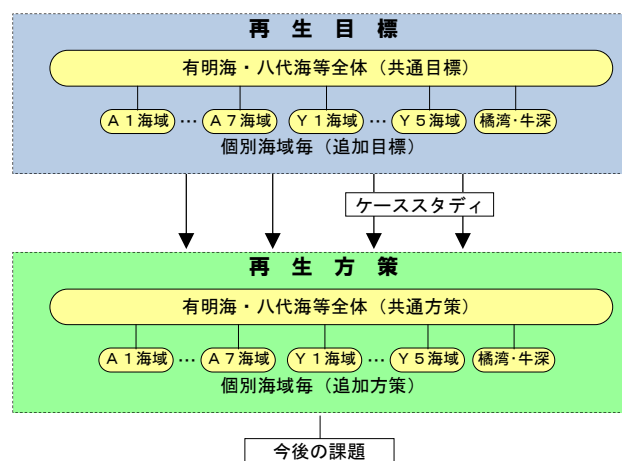 再生目標
有明海・八代海等全体（共通目標）
A1海域…A7海域 Y1海域…Y5海域 橘湾・牛深
個別海域毎（追加目標）
ケーススタディ
再生方策
有明海・八代海等全体（共通方策）
A1海域…A7海域 Y1海域…Y5海域 橘湾・牛深
個別海域毎（追加方策）
今後の課題